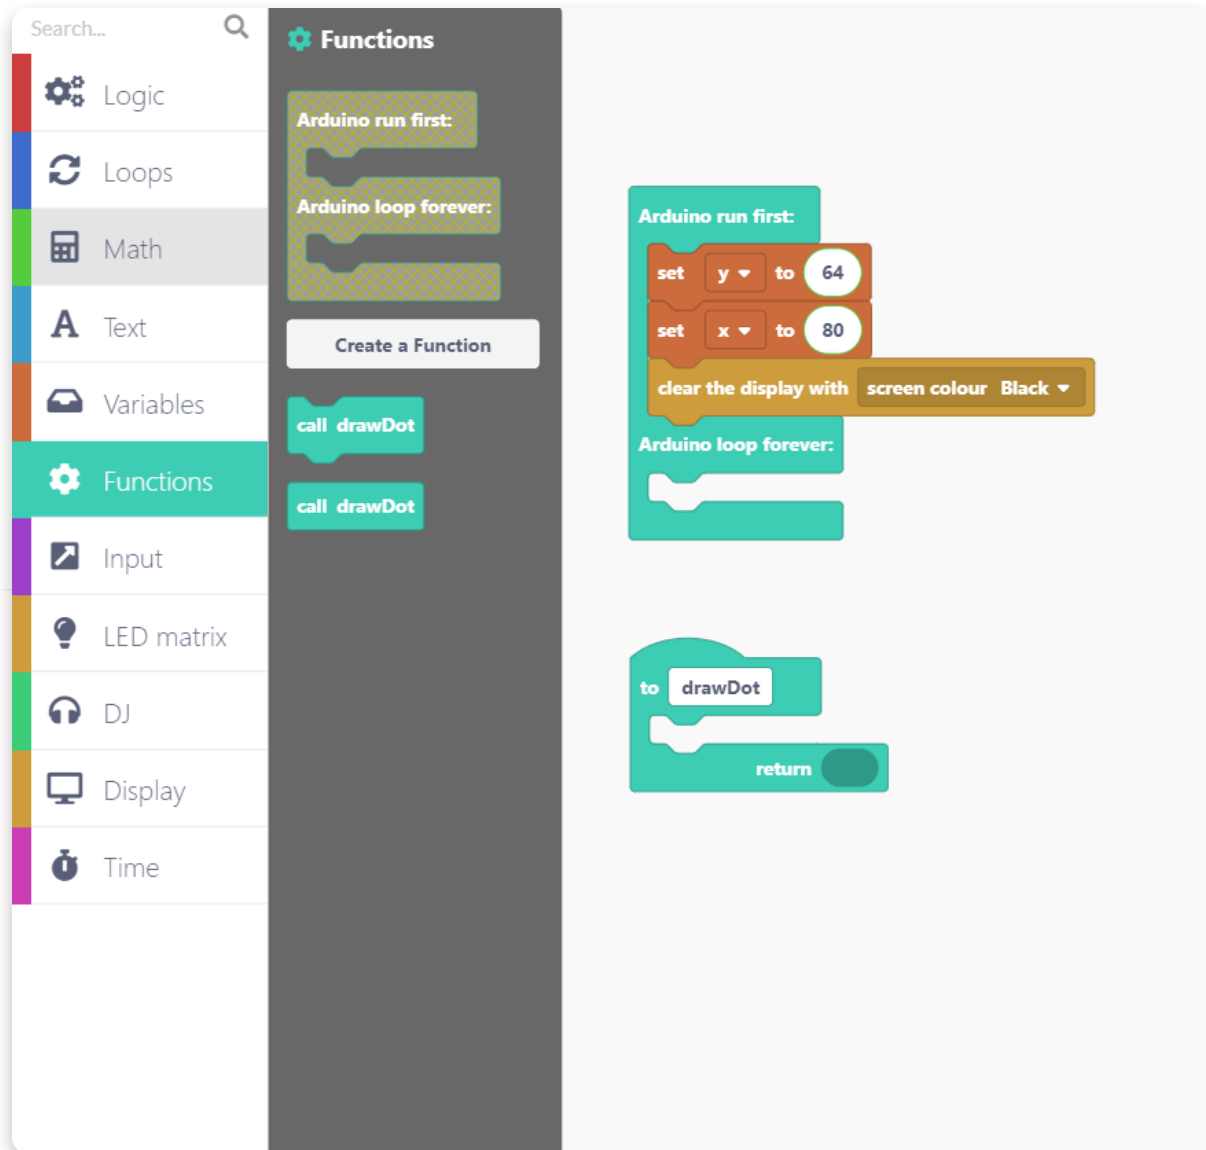 Search...
Logic
Loops
Math
Text
Variables
Functions
Input
LED matrix
DJ
Display
Time
Functions
Arduino run first:
Arduino loop forever:
Create a Function
call drawDot
call drawDot
Arduino run first:
set y to 64
set x to 80
clear the display with screen colour Black
Arduino loop forever:
to drawDot
return